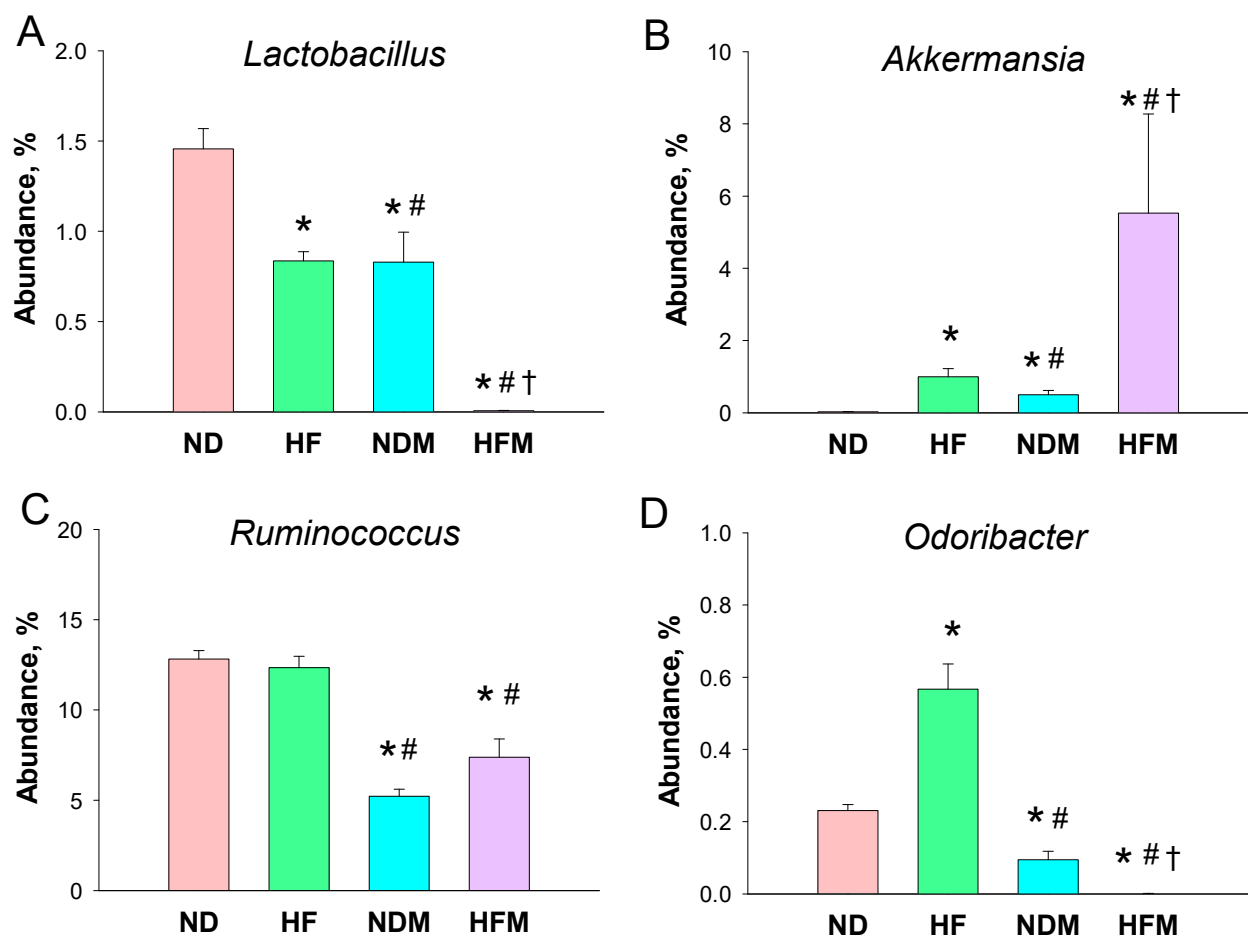 A
Lactobacillus
Abundance, %
2.0
1.5
1.0
0.5
0.0
*
* #
* # †
ND HF NDM HFM
B
Akkermansia
Abundance, %
10
8
6
4
2
0
*
* #
* # †
ND HF NDM HFM
C
Ruminococcus
Abundance, %
20
15
10
5
0
* #
* #
ND HF NDM HFM
D
Odoribacter
Abundance, %
1.0
0.8
0.6
0.4
0.2
0.0
*
* #
* # †
ND HF NDM HFM